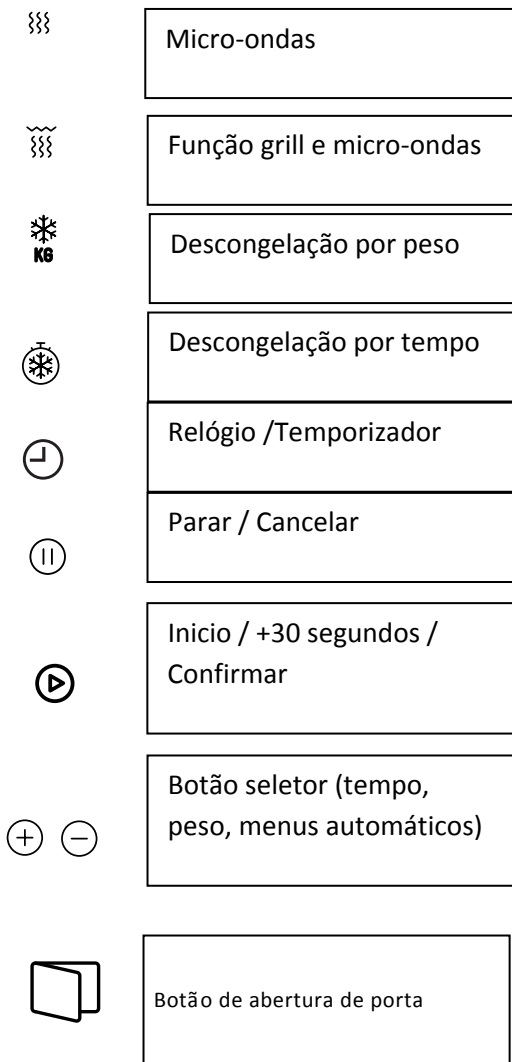 Micro-ondas
Função grill e micro-ondas
KG
Descongelação por peso
Descongelação por tempo
Relógio /Temporizador
Parar / Cancelar
Inicio / +30 segundos /
Confirmar
Botão seletor (tempo,
peso, menus automáticos)
Botão de abertura de porta